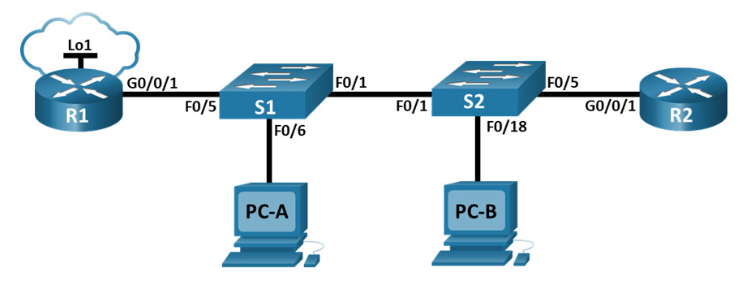 Lo1
G0/0/1
R1
F0/5
S1
F0/1
F0/6
PC-A
F0/1
S2
F0/5
F0/18
PC-B
G0/0/1
R2